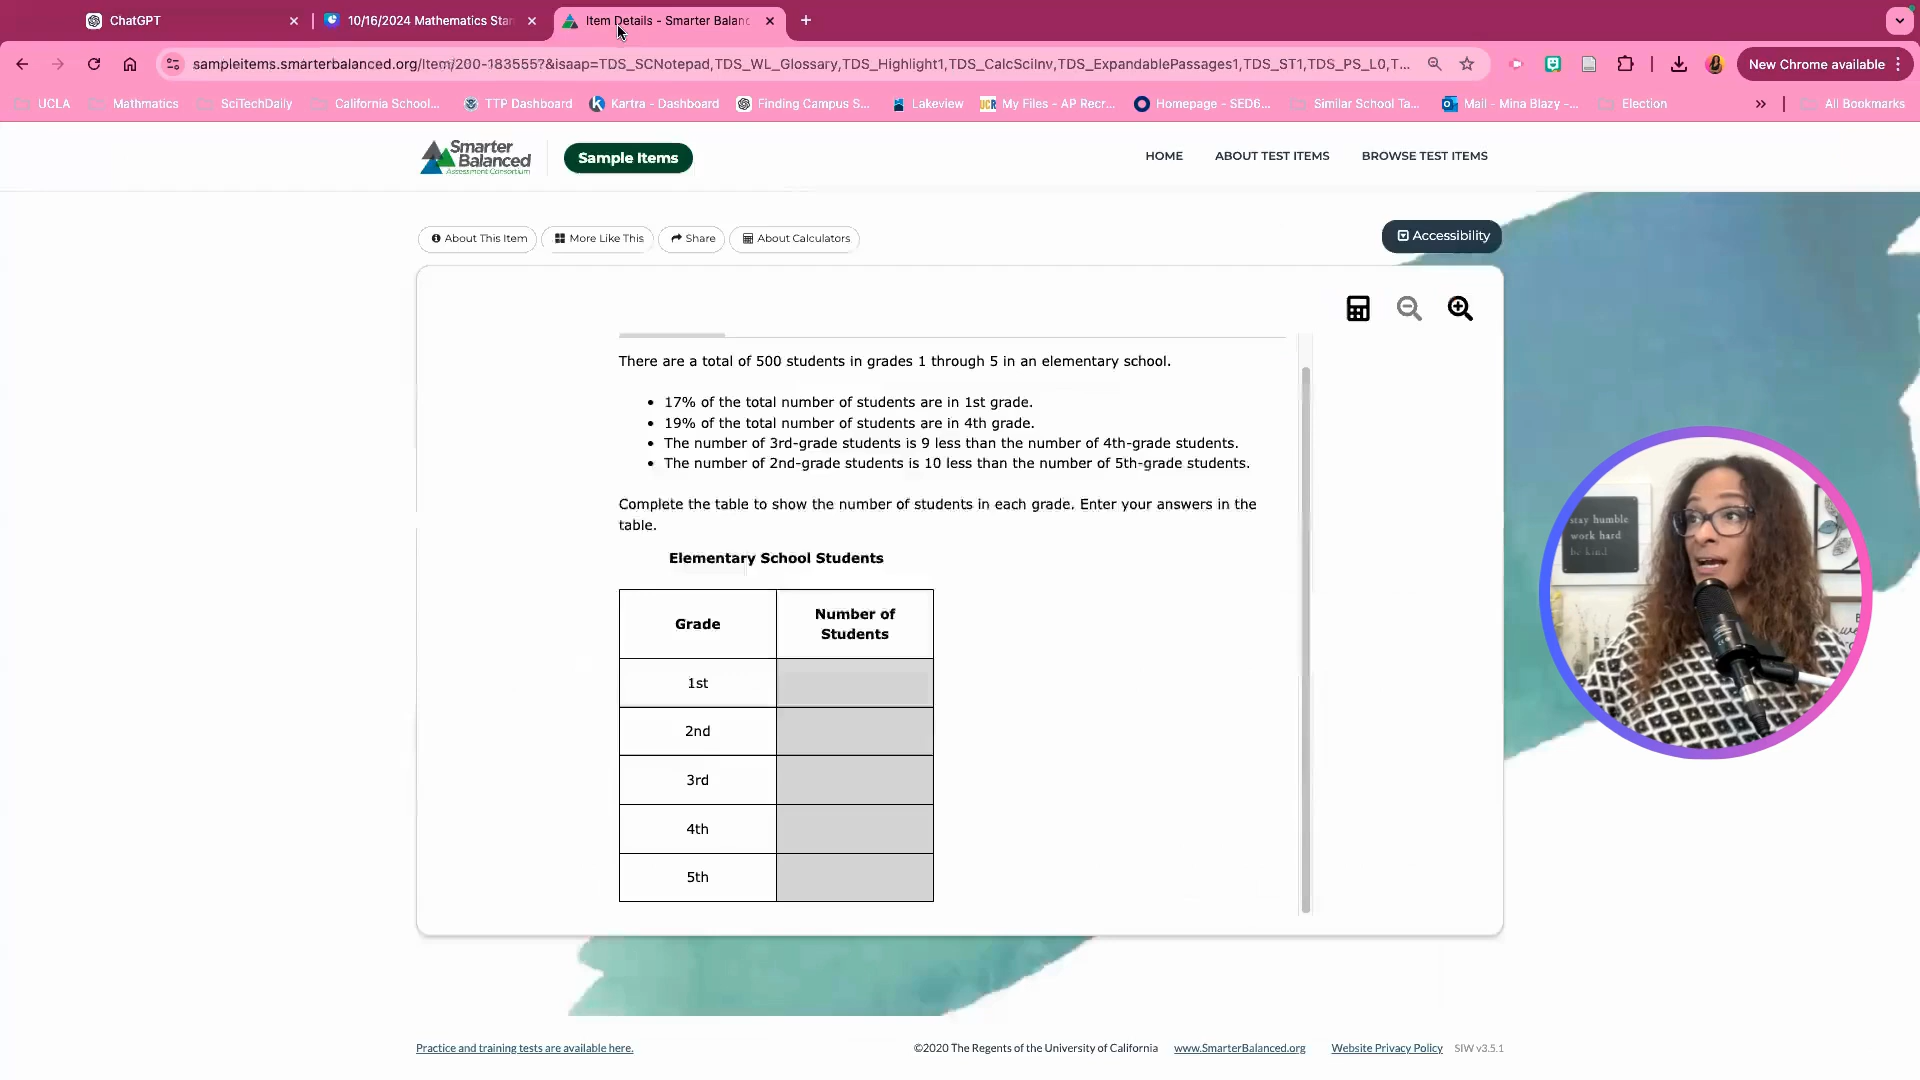 ChatGPT
10/16/2024 Mathematics Sta
Item Details - Smarter Balanc
sampleitems.smarterbalanced.org/Item/200-183555?&isaap=TDS_SCNotepad,TDS_WL_Glossary,TDS_Highlight1,TDS_CalcSciInv,TDS_ExpandablePassages1,TDS_ST1,TDS_PS_L0,T...
New Chrome available
UCLA
Mathmatics
SciTechDaily
California School...
TTP Dashboard
Kartra - Dashboard
Finding Campus S...
Lakeview
UCR My Files - AP Recr...
Homepage - SED6...
Similar School Ta...
Mail - Mina Blazy -...
Election
All Bookmarks
Smarter
Balanced
Assessment Consortium
Sample Items
HOME
ABOUT TEST ITEMS
BROWSE TEST ITEMS
About This Item
More Like This
Share
About Calculators
Accessibility
There are a total of 500 students in grades 1 through 5 in an elementary school.
• 17% of the total number of students are in 1st grade.
• 19% of the total number of students are in 4th grade.
• The number of 3rd-grade students is 9 less than the number of 4th-grade students.
• The number of 2nd-grade students is 10 less than the number of 5th-grade students.
Complete the table to show the number of students in each grade. Enter your answers in the
table.
Elementary School Students
Grade
Number of
Students
1st
2nd
3rd
4th
5th
stay humble
work hard
be kind
Practice and training tests are available here.
©2020 The Regents of the University of California
www.SmarterBalanced.org
Website Privacy Policy
SIW v3.5.1